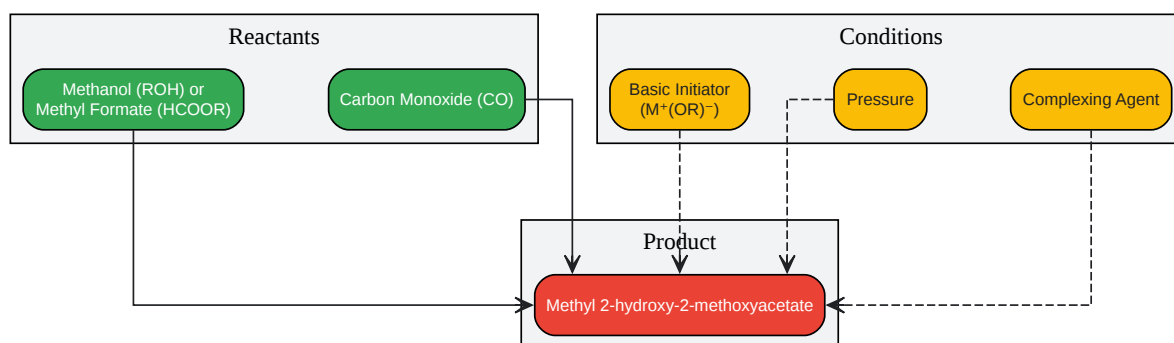 Reactants
Methanol (ROH) or
Methyl Formate (HCOOR)
Carbon Monoxide (CO)
Conditions
Basic Initiator
(M⁺(OR)⁻)
Pressure
Complexing Agent
Product
Methyl 2-hydroxy-2-methoxyacetate